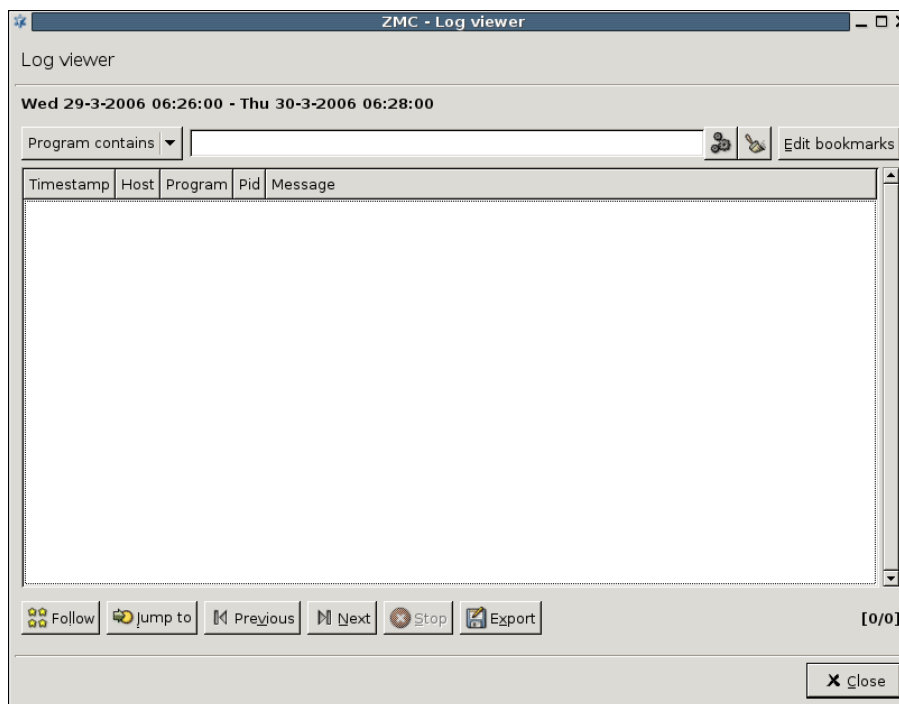 ZMC - Log viewer
Log viewer
Wed 29-3-2006 06:26:00 - Thu 30-3-2006 06:28:00
Program contains Edit bookmarks
Timestamp Host Program Pid Message
Follow Jump to Previous Next Stop Export [0/0]
Close